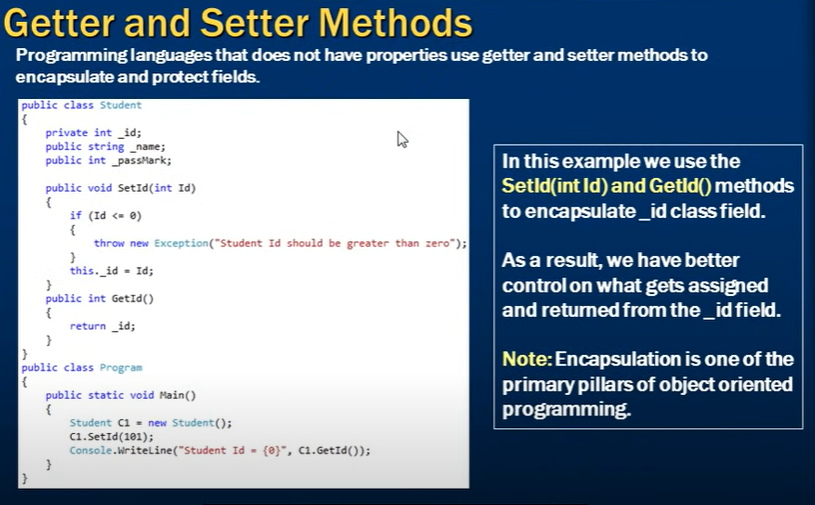 Getter and Setter Methods
Programming languages that does not have properties use getter and setter methods to
encapsulate and protect fields.
public class Student
{
private int _id;
public string _name;
public int _passMark;
public void SetId(int Id)
{
if (Id <= 0)
{
throw new Exception("Student Id should be greater than zero");
}
this._id = Id;
}
public int GetId()
{
return _id;
}
}
public class Program
{
public static void Main()
{
Student C1 = new Student();
C1.SetId(101);
Console.WriteLine("Student Id = {0}", C1.GetId());
}
}
In this example we use the
SetId(int Id) and GetId() methods
to encapsulate _id class field.
As a result, we have better
control on what gets assigned
and returned from the _id field.
Note: Encapsulation is one of the
primary pillars of object oriented
programming.